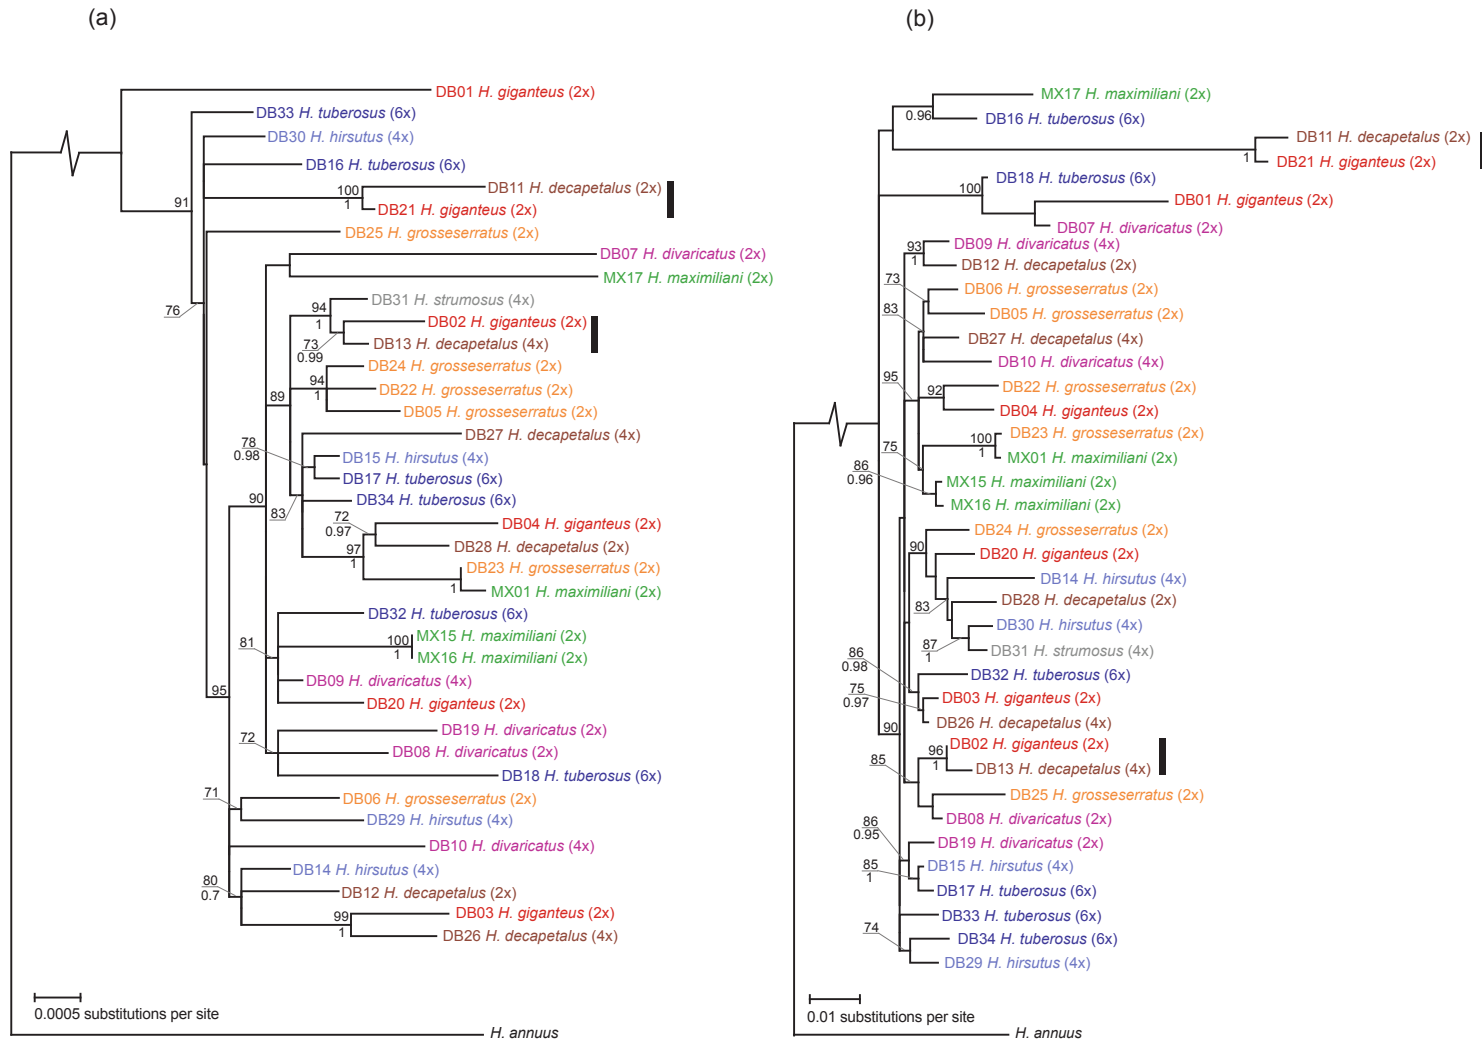 (a)
DB01 H. giganteus (2x)
DB33 H. tuberosus (6x)
DB30 H. hirsutus (4x)
DB16 H. tuberosus (6x)
100
1
DB11 H. decapetalus (2x)
DB21 H. giganteus (2x)
91
DB25 H. grosseserratus (2x)
DB07 H. divaricatus (2x)
MX17 H. maximiliani (2x)
76
94
1
DB31 H. strumosus (4x)
DB02 H. giganteus (2x)
DB13 H. decapetalus (4x)
73
0.99
DB24 H. grosseserratus (2x)
94
1
DB22 H. grosseserratus (2x)
DB05 H. grosseserratus (2x)
89
DB27 H. decapetalus (4x)
78
0.98
DB15 H. hirsutus (4x)
DB17 H. tuberosus (6x)
DB34 H. tuberosus (6x)
90
83
72
0.97
DB04 H. giganteus (2x)
DB28 H. decapetalus (2x)
97
1
DB23 H. grosseserratus (2x)
1
MX01 H. maximiliani (2x)
DB32 H. tuberosus (6x)
MX15 H. maximiliani (2x)
100
1
MX16 H. maximiliani (2x)
81
DB09 H. divaricatus (4x)
DB20 H. giganteus (2x)
95
DB19 H. divaricatus (2x)
72
DB08 H. divaricatus (2x)
DB18 H. tuberosus (6x)
71
DB06 H. grosseserratus (2x)
DB29 H. hirsutus (4x)
DB10 H. divaricatus (4x)
DB14 H. hirsutus (4x)
80
0.7
DB12 H. decapetalus (2x)
DB03 H. giganteus (2x)
99
1
DB26 H. decapetalus (4x)
0.0005 substitutions per site
H. annuus
(b)
MX17 H. maximiliani (2x)
0.96
DB16 H. tuberosus (6x)
DB11 H. decapetalus (2x)
1
DB21 H. giganteus (2x)
DB18 H. tuberosus (6x)
100
DB01 H. giganteus (2x)
DB07 H. divaricatus (2x)
93
1
DB09 H. divaricatus (4x)
DB12 H. decapetalus (2x)
73
DB06 H. grosseserratus (2x)
DB05 H. grosseserratus (2x)
83
DB27 H. decapetalus (4x)
DB10 H. divaricatus (4x)
95
DB22 H. grosseserratus (2x)
92
DB04 H. giganteus (2x)
DB23 H. grosseserratus (2x)
100
1
MX01 H. maximiliani (2x)
75
86
0.96
MX15 H. maximiliani (2x)
MX16 H. maximiliani (2x)
DB24 H. grosseserratus (2x)
90
DB20 H. giganteus (2x)
DB14 H. hirsutus (4x)
83
DB28 H. decapetalus (2x)
DB30 H. hirsutus (4x)
87
1
DB31 H. strumosus (4x)
86
0.98
DB32 H. tuberosus (6x)
75
0.97
DB03 H. giganteus (2x)
DB26 H. decapetalus (4x)
90
DB02 H. giganteus (2x)
96
1
DB13 H. decapetalus (4x)
85
DB25 H. grosseserratus (2x)
DB08 H. divaricatus (2x)
86
0.95
DB19 H. divaricatus (2x)
85
1
DB15 H. hirsutus (4x)
DB17 H. tuberosus (6x)
DB33 H. tuberosus (6x)
74
DB34 H. tuberosus (6x)
DB29 H. hirsutus (4x)
0.01 substitutions per site
H. annuus